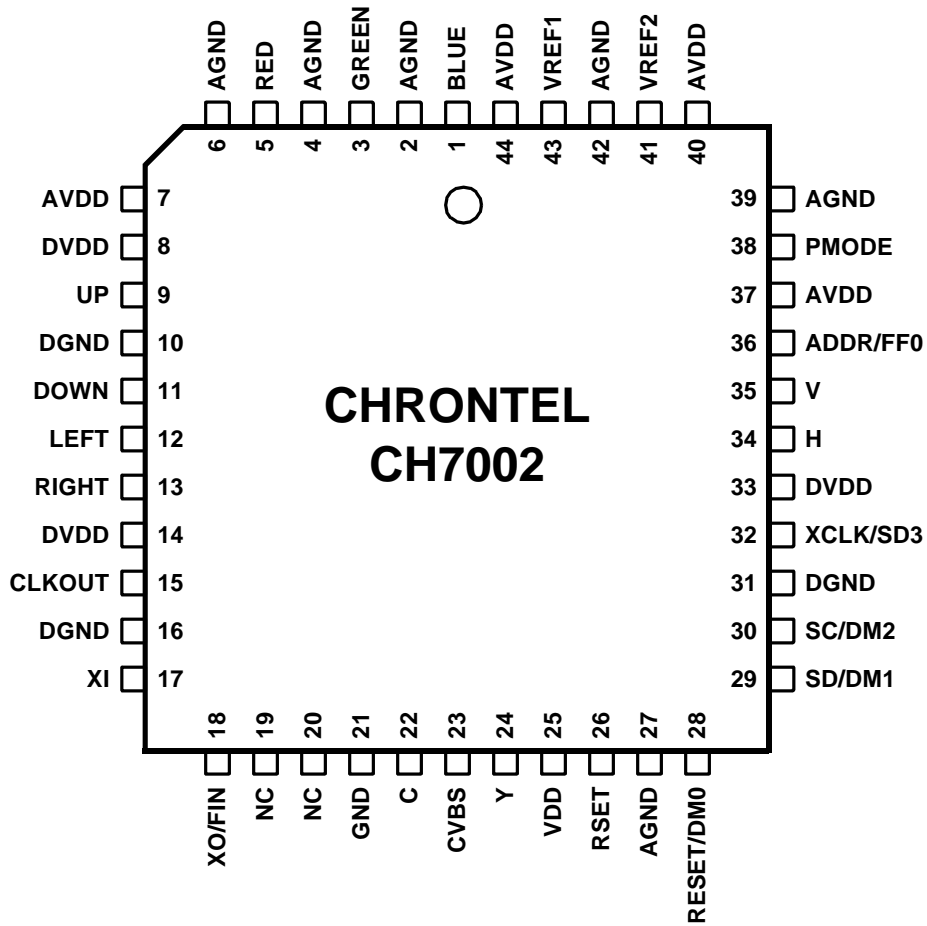 AGND
RED
AGND
GREEN
AGND
BLUE
AVDD
VREF1
AGND
VREF2
AVDD
6
5
4
3
2
1
44
43
42
41
40
AVDD 7
DVDD 8
UP 9
DGND 10
DOWN 11
LEFT 12
RIGHT 13
DVDD 14
CLKOUT 15
DGND 16
XI 17
CHRONTEL
CH7002
39 AGND
38 PMODE
37 AVDD
36 ADDR/FF0
35 V
34 H
33 DVDD
32 XCLK/SD3
31 DGND
30 SC/DM2
29 SD/DM1
18
19
20
21
22
23
24
25
26
27
28
XO/FIN
NC
NC
GND
C
CVBS
Y
VDD
RSET
AGND
RESET/DM0